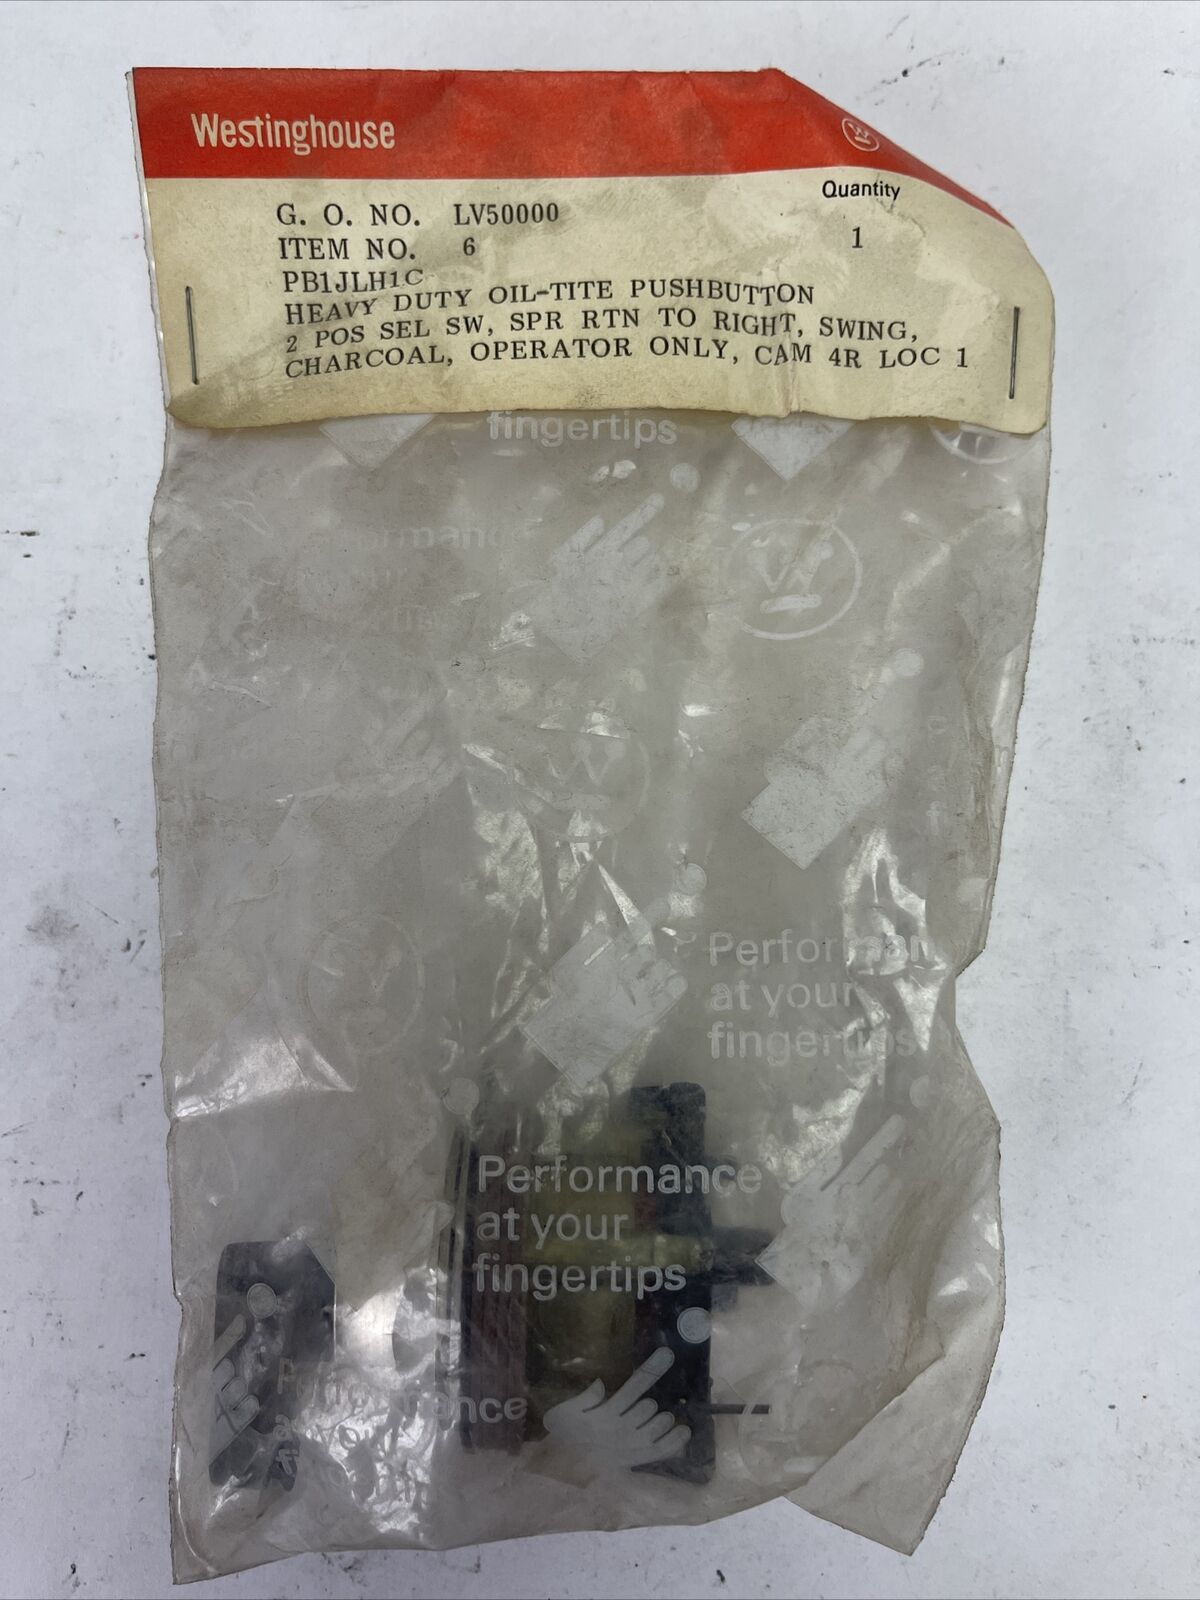 Westinghouse
Quantity
G. O. NO. LV50000
1
ITEM NO. 6
PB1JLH1C
HEAVY DUTY OIL-TITE PUSHBUTTON
2 POS SEL SW, SPR RTN TO RIGHT, SWING,
CHARCOAL, OPERATOR ONLY, CAM 4R LOC 1
fingertips
Performance
at your
fingertips
Performance
at your
fingertips